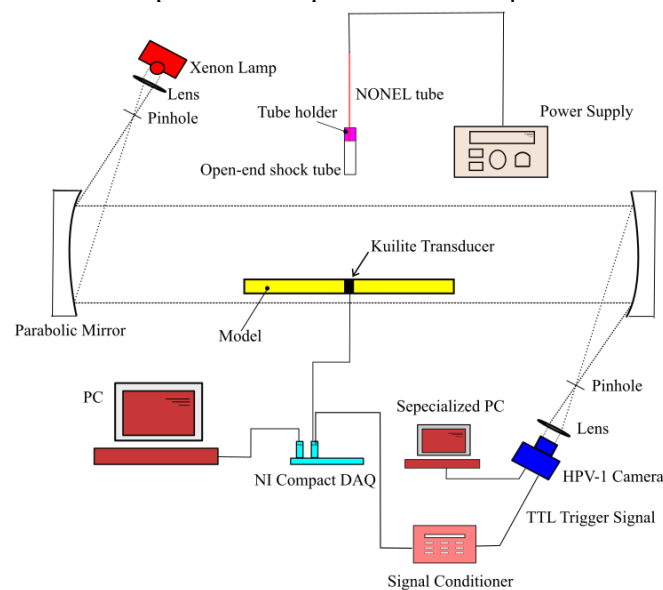 Xenon Lamp
Lens
Pinhole
NONEL tube
Tube holder
Power Supply
Open-end shock tube
Kuilite Transducer
Parabolic Mirror
Model
PC
Sepecialized PC
Pinhole
Lens
NI Compact DAQ
HPV-1 Camera
TTL Trigger Signal
Signal Conditioner